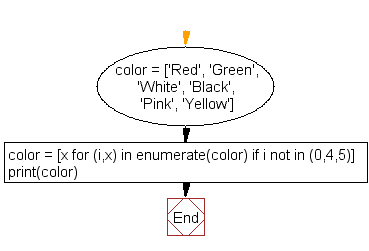 color = ['Red', 'Green',
'White', 'Black',
'Pink', 'Yellow']
color = [x for (i,x) in enumerate(color) if i not in (0,4,5)]
print(color)
End